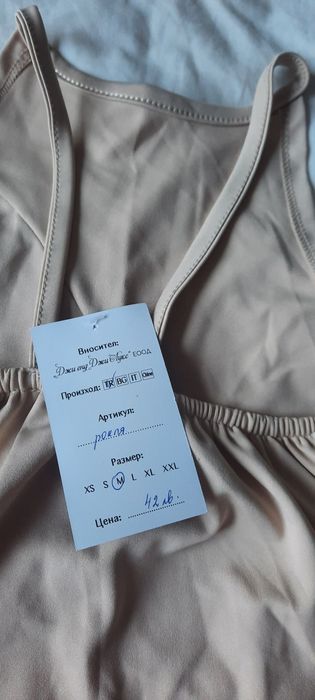 Вносител:
"Джи енд Джи Лукс" ЕООД
Произход: TR BG IT Other
Артикул:
рокля
Размер:
XS S M L XL XXL
Цена: 42 лв.